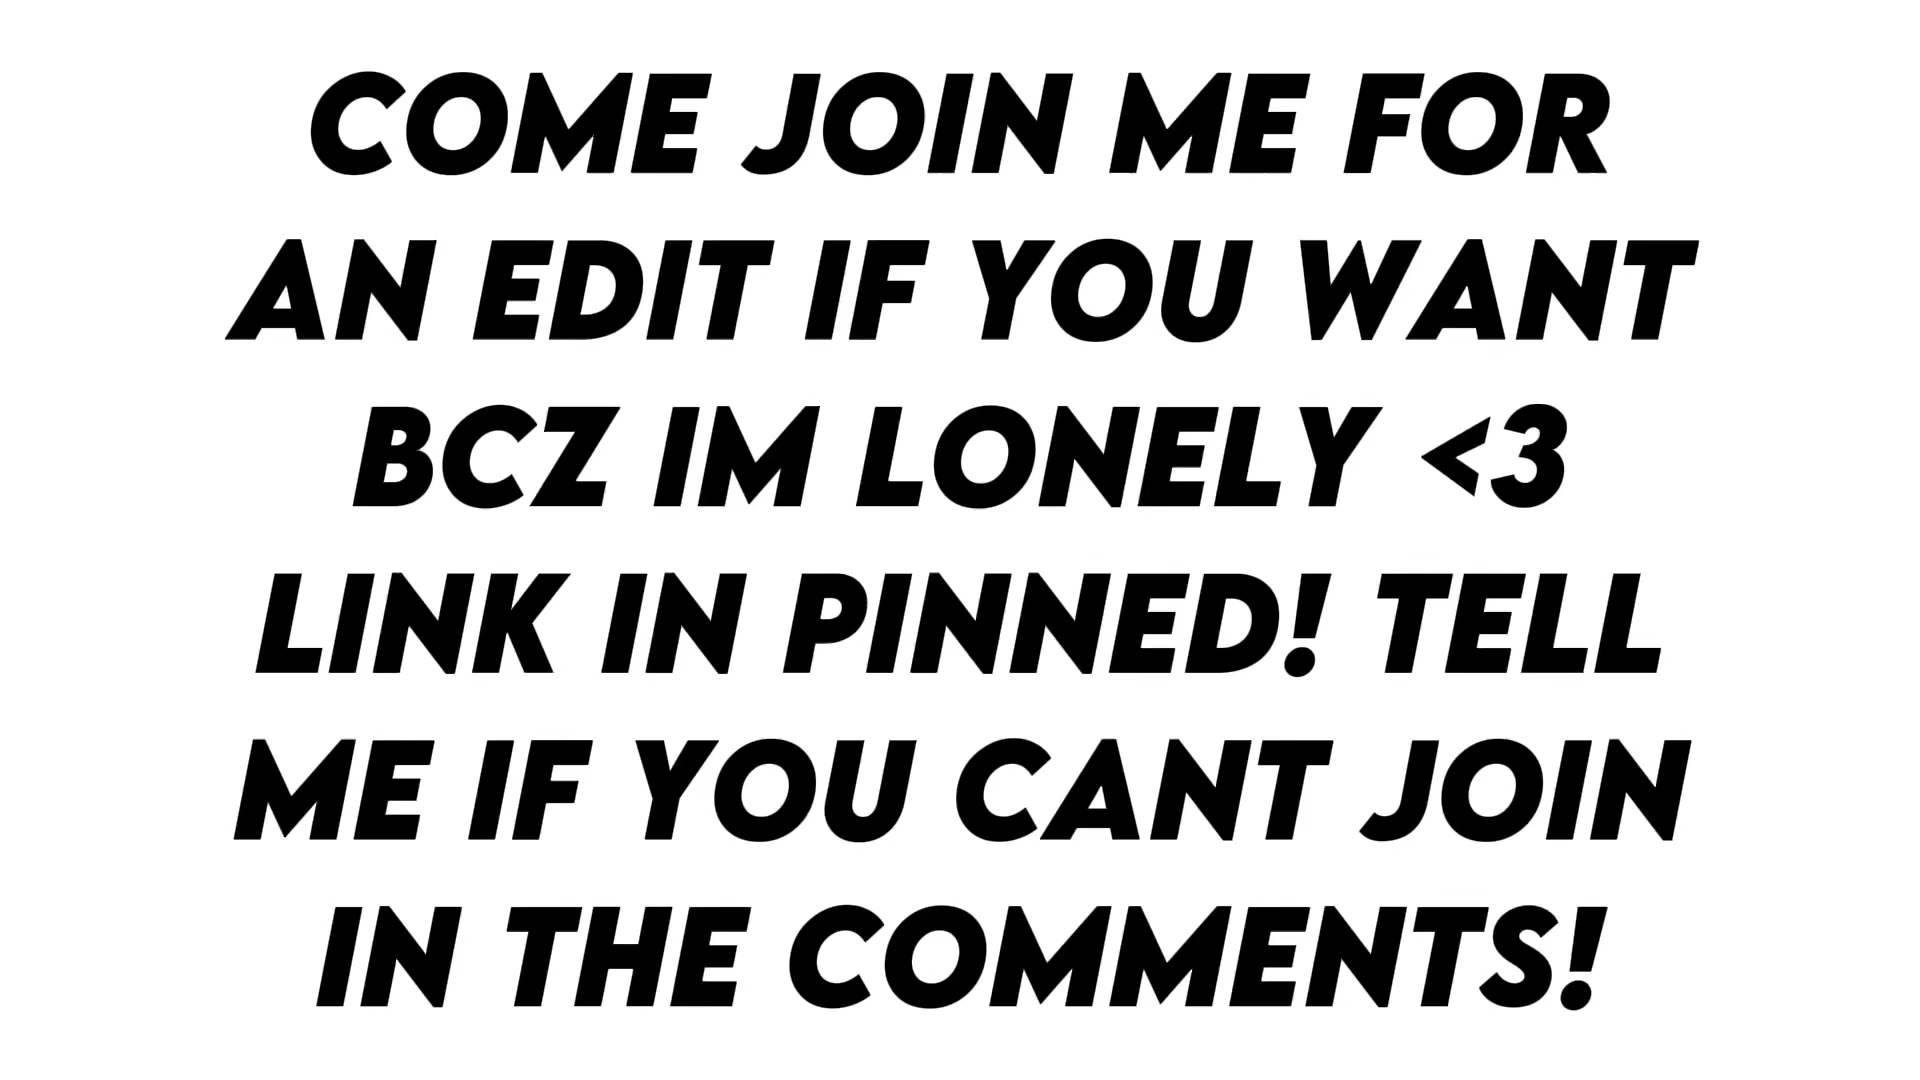 COME JOIN ME FOR
AN EDIT IF YOU WANT
BCZ IM LONELY <3
LINK IN PINNED! TELL
ME IF YOU CANT JOIN
IN THE COMMENTS!